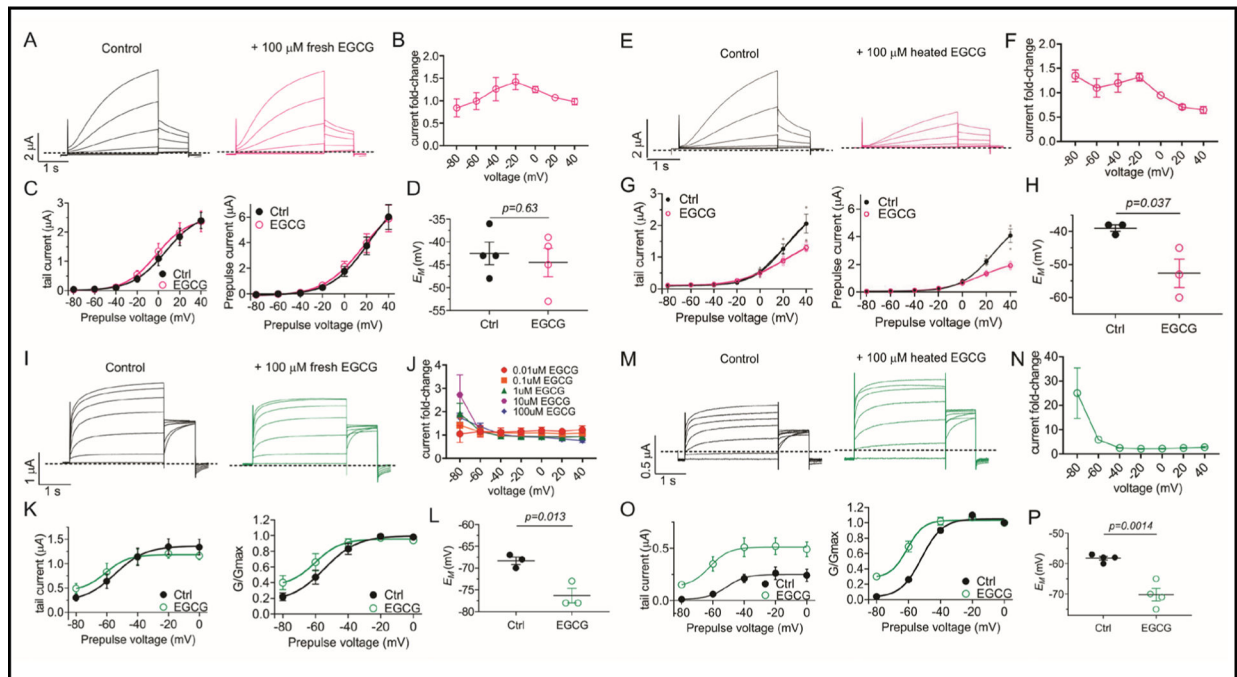 A
Control
+ 100 µM fresh EGCG
2 µA
1 s
B
current fold-change
2.0
1.5
1.0
0.5
0.0
-80 -60 -40 -20 0 20 40
voltage (mV)
C
tail current (µA)
3
2
1
0
Ctrl
EGCG
-80 -60 -40 -20 0 20 40
Prepulse voltage (mV)
Prepulse current (µA)
6
4
2
0
Ctrl
EGCG
-80 -60 -40 -20 0 20 40
Prepulse voltage (mV)
D
p=0.63
EM (mV)
-35
-40
-45
-50
-55
Ctrl EGCG
E
Control
+ 100 µM heated EGCG
2 µA
1 s
F
current fold-change
2.0
1.5
1.0
0.5
0.0
-80 -60 -40 -20 0 20 40
voltage (mV)
G
tail current (µA)
3
2
1
0
Ctrl
EGCG
-80 -60 -40 -20 0 20 40
Prepulse voltage (mV)
Prepulse current (µA)
6
4
2
0
Ctrl
EGCG
-80 -60 -40 -20 0 20 40
Prepulse voltage (mV)
H
p=0.037
EM (mV)
-40
-50
-60
Ctrl EGCG
I
Control
+ 100 µM fresh EGCG
1 µA
1 s
J
current fold-change
4
3
2
1
0
0.01uM EGCG
0.1uM EGCG
1uM EGCG
10uM EGCG
100uM EGCG
-80 -60 -40 -20 0 20 40
voltage (mV)
K
tail current (µA)
1.5
1.0
0.5
0.0
Ctrl
EGCG
-80 -60 -40 -20 0
Prepulse voltage (mV)
G/Gmax
1.2
1.0
0.8
0.6
0.4
0.2
0.0
Ctrl
EGCG
-80 -60 -40 -20 0
Prepulse voltage (mV)
L
p=0.013
EM (mV)
-60
-65
-70
-75
-80
Ctrl EGCG
M
Control
+ 100 µM heated EGCG
0.5 µA
1 s
N
current fold-change
40
30
20
10
0
-80 -60 -40 -20 0 20 40
voltage (mV)
O
tail current (µA)
0.5
0.0
Ctrl
EGCG
-80 -60 -40 -20 0
Prepulse voltage (mV)
G/Gmax
1.2
1.0
0.8
0.6
0.4
0.2
0.0
Ctrl
EGCG
-80 -60 -40 -20 0
Prepulse voltage (mV)
P
p=0.0014
EM (mV)
-50
-60
-70
Ctrl EGCG